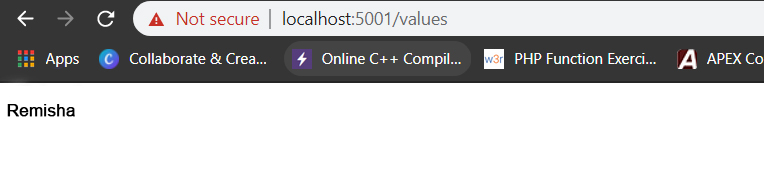 Not secure | localhost:5001/values
Apps Collaborate & Crea... Online C++ Compil... w3r PHP Function Exerci... APEX Co
Remisha